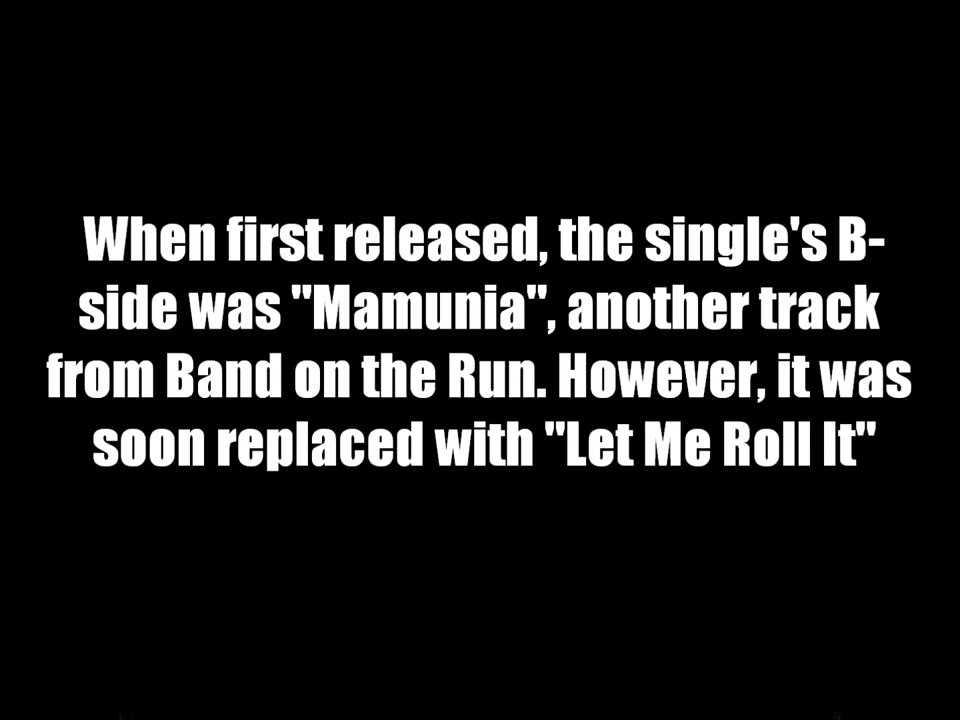 When first released, the single's B-
side was "Mamunia", another track
from Band on the Run. However, it was
soon replaced with "Let Me Roll It"